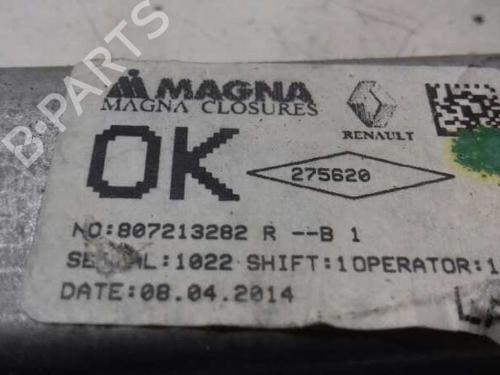 MAGNA
MAGNA CLOSURES
RENAULT
OK
275620
NO:807213282 R --B 1
SERIAL:1022 SHIFT:1OPERATOR:1
DATE:08.04.2014
B-PARTS